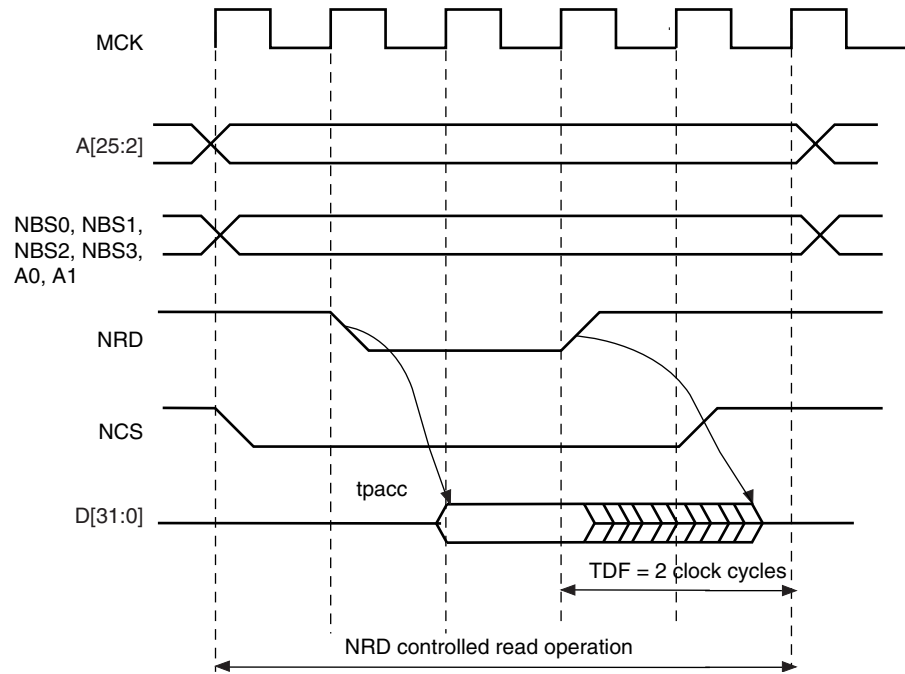 MCK
A[25:2]
NBS0, NBS1,
NBS2, NBS3,
A0, A1
NRD
NCS
tpacc
D[31:0]
TDF = 2 clock cycles
NRD controlled read operation